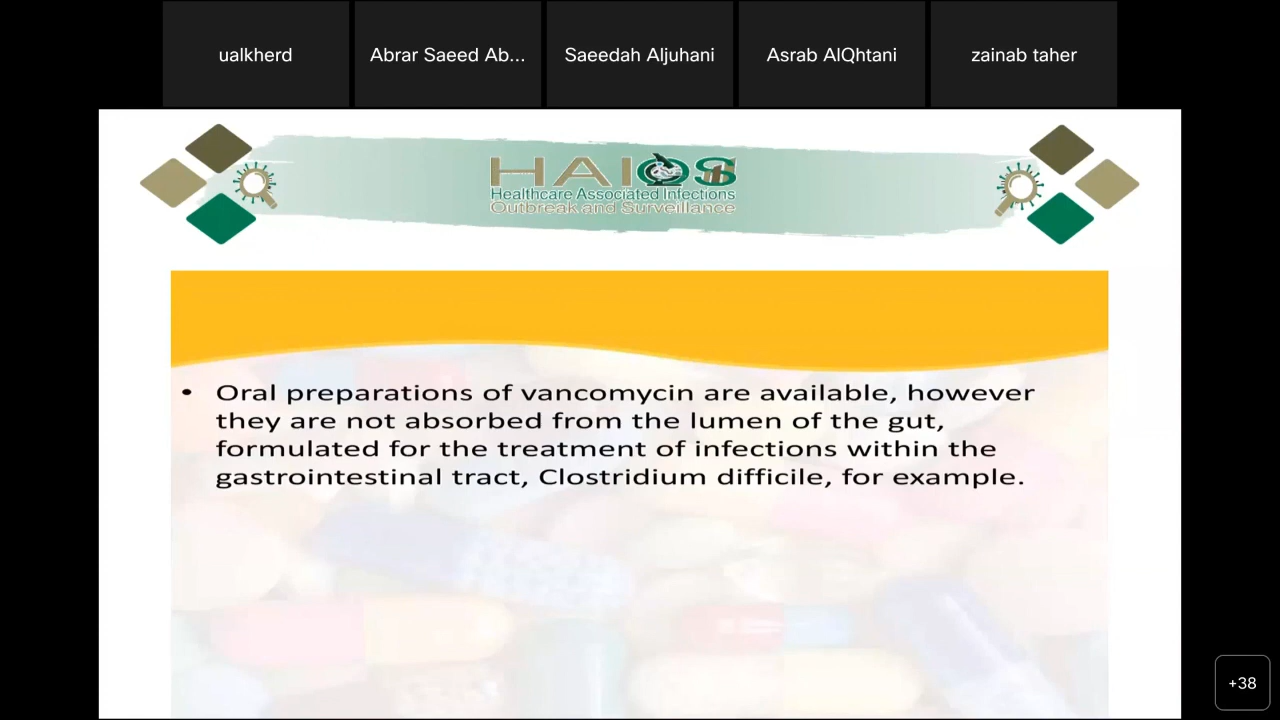 ualkherd
Abrar Saeed Ab...
Saeedah Aljuhani
Asrab AlQhtani
zainab taher
HAIOS
Healthcare Associated Infections
Outbreak and Surveillance
• Oral preparations of vancomycin are available, however
they are not absorbed from the lumen of the gut,
formulated for the treatment of infections within the
gastrointestinal tract, Clostridium difficile, for example.
+38